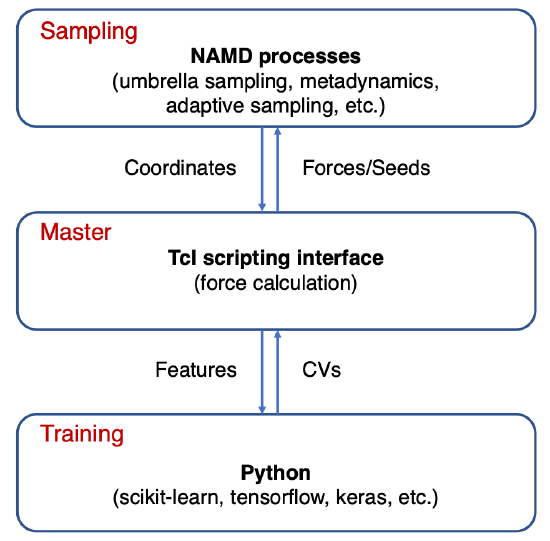 Sampling
NAMD processes
(umbrella sampling, metadynamics,
adaptive sampling, etc.)
Coordinates
Forces/Seeds
Master
Tcl scripting interface
(force calculation)
Features
CVs
Training
Python
(scikit-learn, tensorflow, keras, etc.)